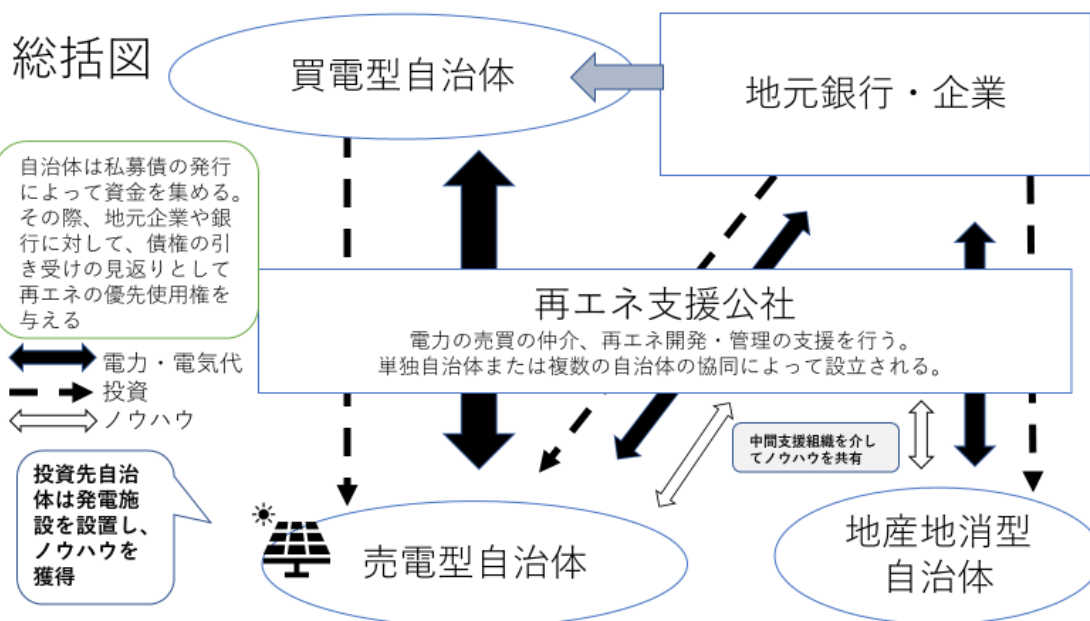 総括図
買電型自治体
地元銀行・企業
自治体は私募債の発行
によって資金を集める。
その際、地元企業や銀
行に対して、債権の引
き受けの見返りとして
再エネの優先使用権を
与える
再エネ支援公社
電力の売買の仲介、再エネ開発・管理の支援を行う。
単独自治体または複数の自治体の協同によって設立される。
電力・電気代
投資
ノウハウ
中間支援組織を介し
てノウハウを共有
投資先自治
体は発電施
設を設置し、
ノウハウを
獲得
売電型自治体
地産地消型
自治体